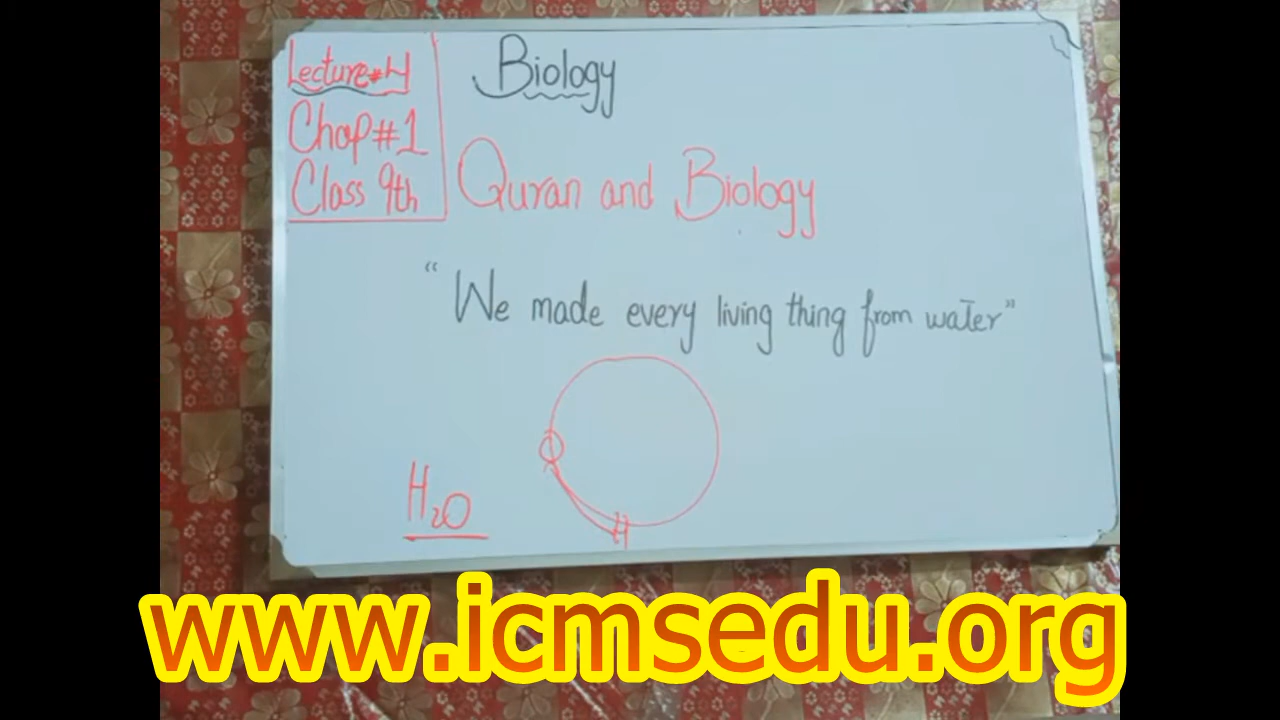 Lecture#4
Chap#1
Class 9th
Biology
Quran and Biology
“We made every living thing from water”
O
H
H₂O
www.icmsedu.org